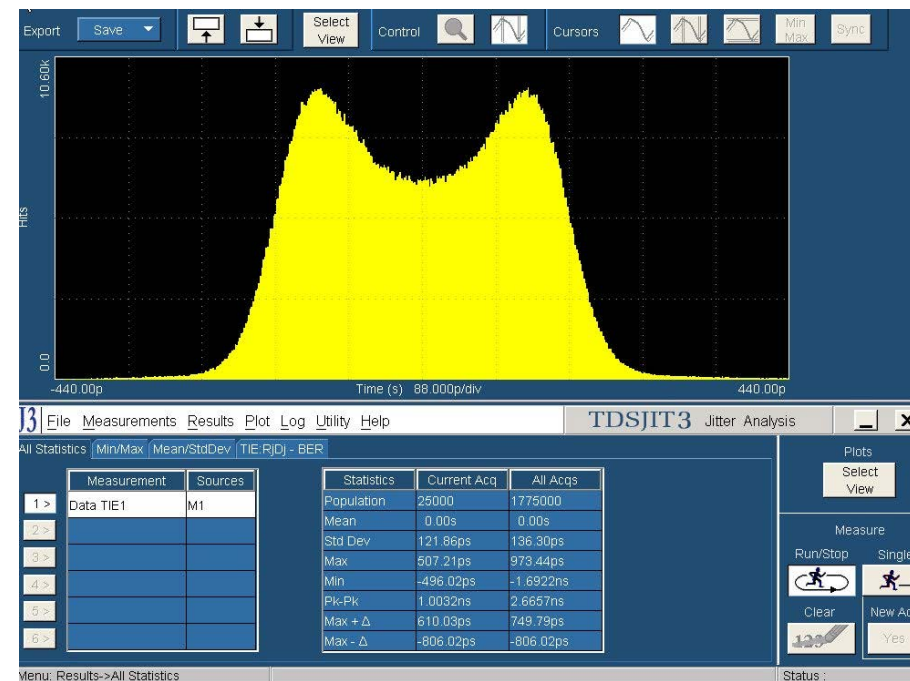 Export Save Select View Control Cursors Min Max Sync
10.60k
Hits
0.0
-440.00p Time (s) 88.000p/div 440.00p
J3 File Measurements Results Plot Log Utility Help TDSJIT3 Jitter Analysis X
All Statistics Min/Max Mean/StdDev TIE:RjDj - BER
Plots
Select View
Measurement Sources
1 > Data TIE1 M1
2 >
3 >
4 >
5 >
6 >
Statistics Current Acq All Acqs
Population 25000 1775000
Mean 0.00s 0.00s
Std Dev 121.86ps 136.30ps
Max 507.21ps 973.44ps
Min -496.02ps -1.6922ns
Pk-Pk 1.0032ns 2.6657ns
Max + Δ 610.03ps 749.79ps
Max - Δ -806.02ps -806.02ps
Measure
Run/Stop Single
Clear New Ac
123 Yes
Menu: Results->All Statistics Status :